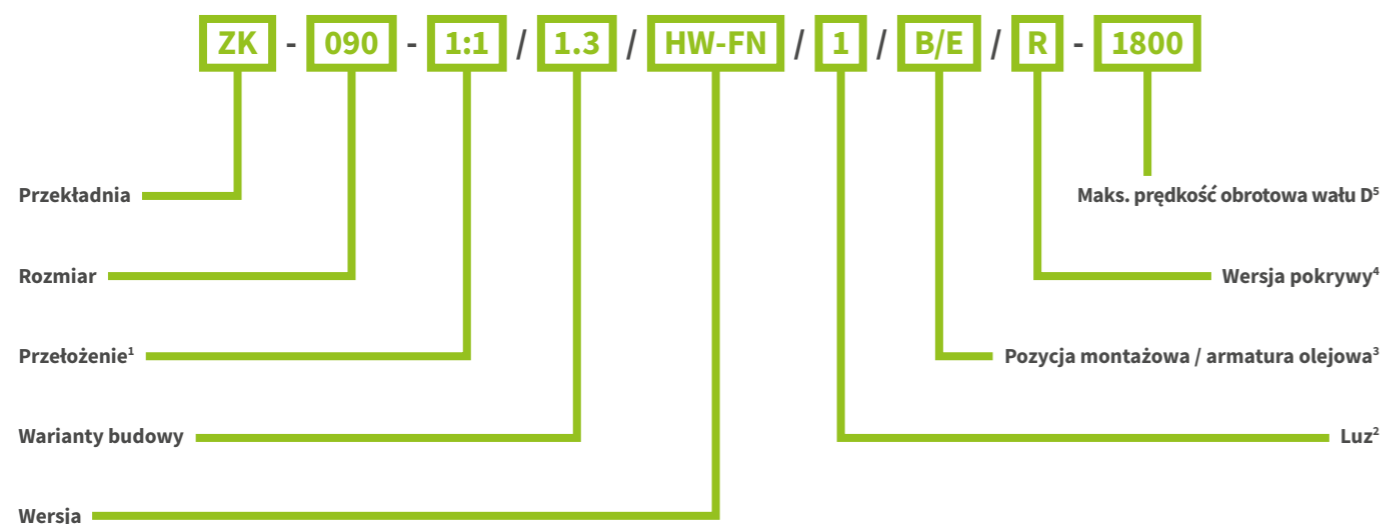 ZK - 090 - 1:1 / 1.3 / HW-FN / 1 / B/E / R - 1800
Przekładnia
Maks. prędkość obrotowa wału D⁵
Rozmiar
Wersja pokrywy⁴
Przełożenie¹
Pozycja montażowa / armatura olejowa³
Warianty budowy
Luz²
Wersja